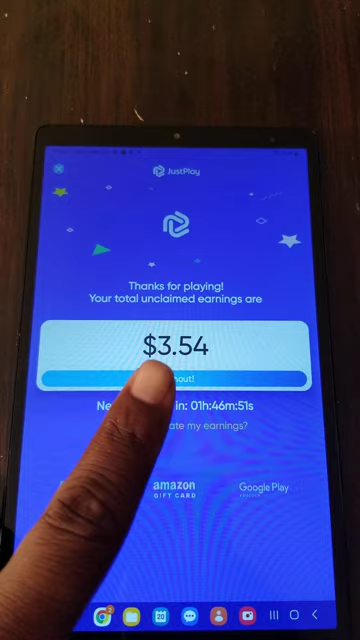 JustPlay
Thanks for playing!
Your total unclaimed earnings are
$3.54
out!
in: 01h:46m:51s
my earnings?
amazon
GIFT CARD
Google Play
20